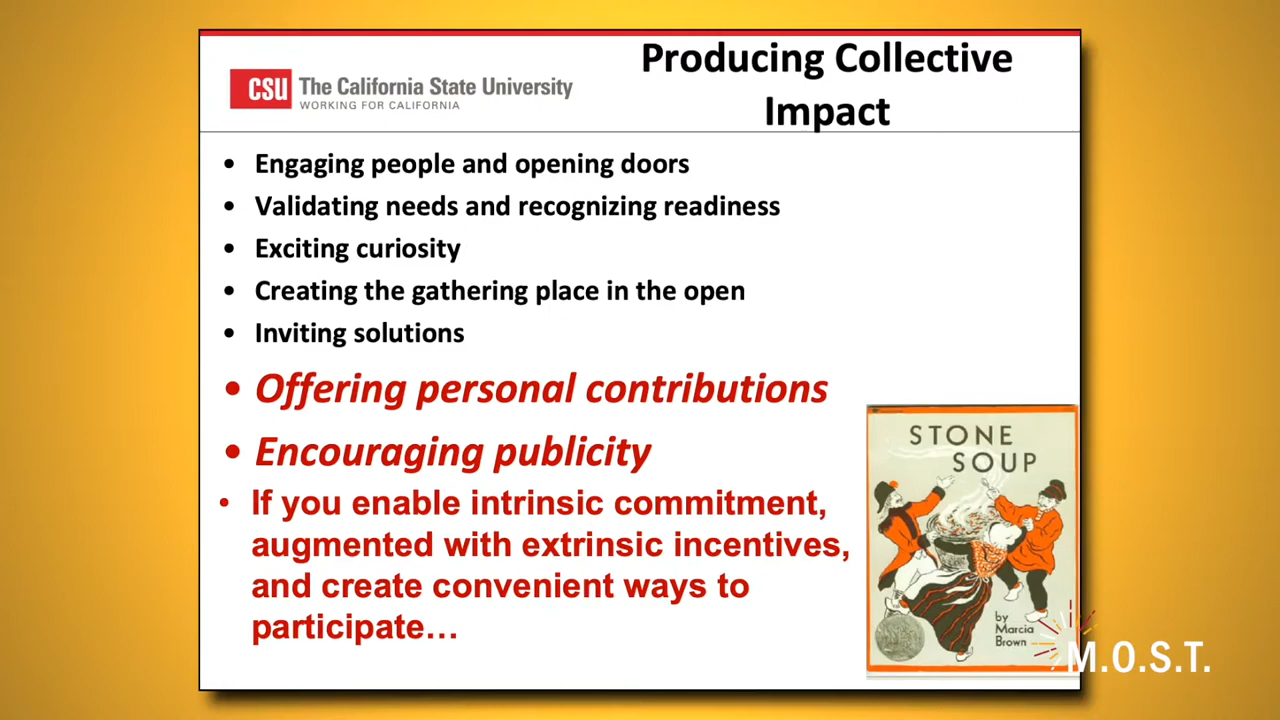 Producing Collective
Impact
CSU The California State University
WORKING FOR CALIFORNIA
• Engaging people and opening doors
• Validating needs and recognizing readiness
• Exciting curiosity
• Creating the gathering place in the open
• Inviting solutions
• Offering personal contributions
• Encouraging publicity
• If you enable intrinsic commitment,
augmented with extrinsic incentives,
and create convenient ways to
participate…
STONE
SOUP
by
Marcia
Brown
M.O.S.T.